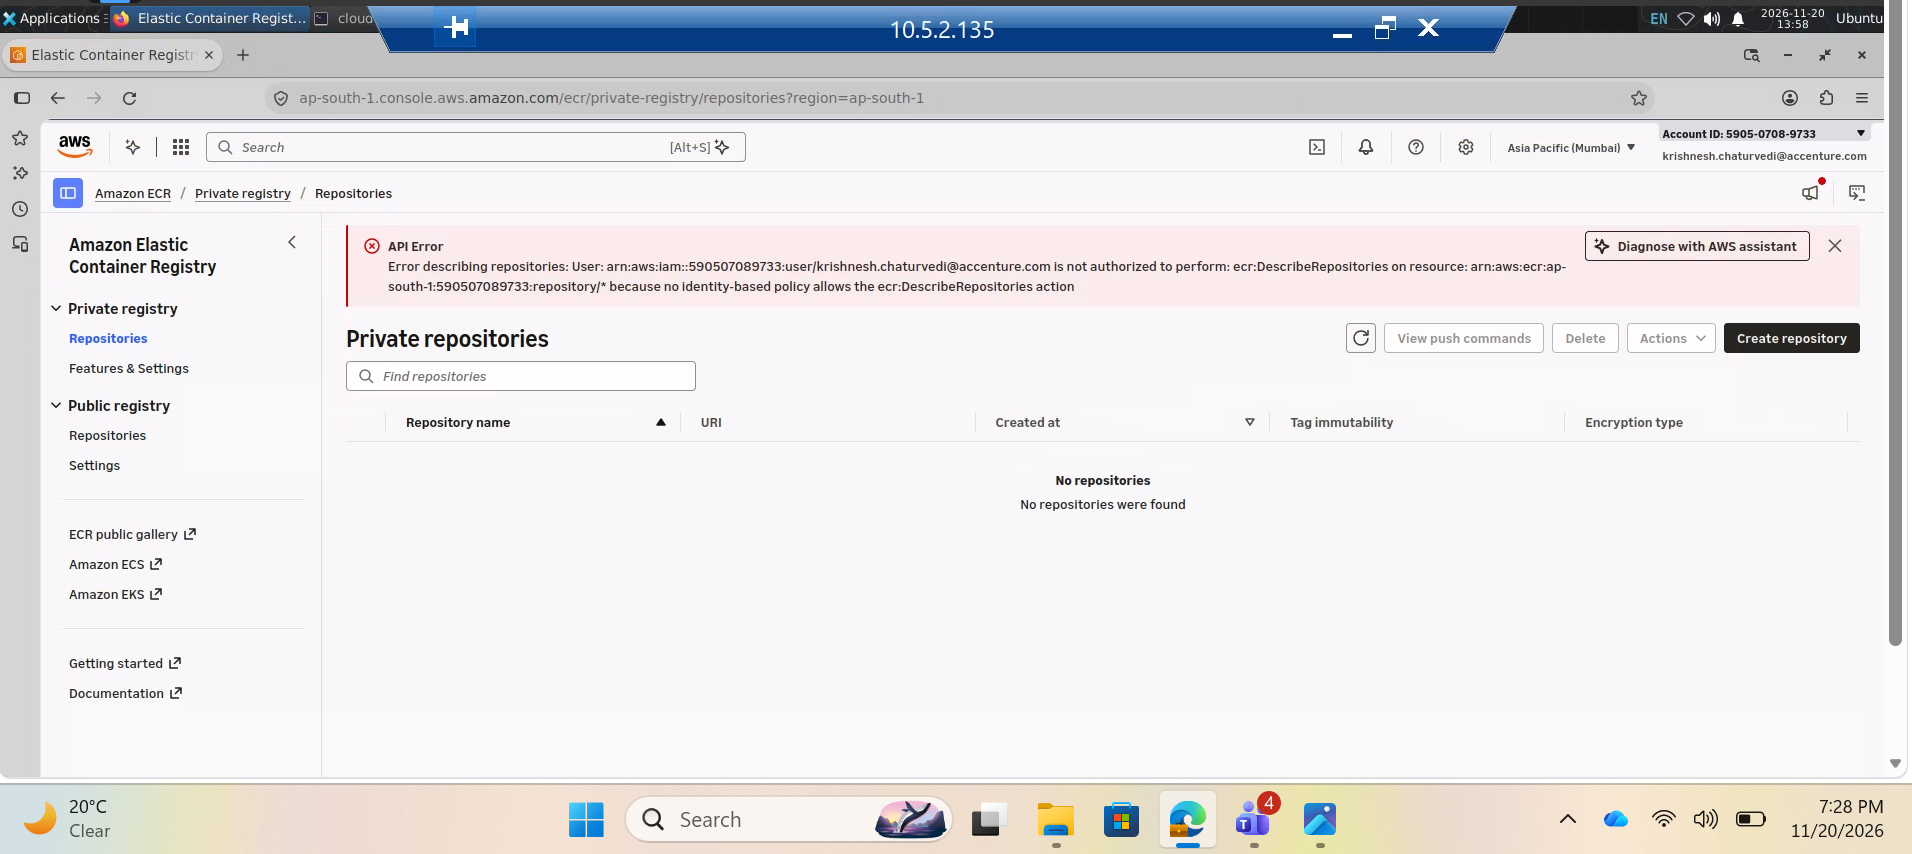 Applications
Elastic Container Regist...
cloud
10.5.2.135
EN
2026-11-20
13:58
Ubuntu
Elastic Container Registr
ap-south-1.console.aws.amazon.com/ecr/private-registry/repositories?region=ap-south-1
aws
Search
[Alt+S]
Asia Pacific (Mumbai)
Account ID: 5905-0708-9733
krishnesh.chaturvedi@accenture.com
Amazon ECR / Private registry / Repositories
Amazon Elastic
Container Registry
Private registry
Repositories
Features & Settings
Public registry
Repositories
Settings
ECR public gallery
Amazon ECS
Amazon EKS
Getting started
Documentation
API Error
Error describing repositories: User: arn:aws:iam::590507089733:user/krishnesh.chaturvedi@accenture.com is not authorized to perform: ecr:DescribeRepositories on resource: arn:aws:ecr:ap-
south-1:590507089733:repository/* because no identity-based policy allows the ecr:DescribeRepositories action
Diagnose with AWS assistant
Private repositories
View push commands
Delete
Actions
Create repository
Find repositories
Repository name
URI
Created at
Tag immutability
Encryption type
No repositories
No repositories were found
20°C
Clear
Search
4
7:28 PM
11/20/2026